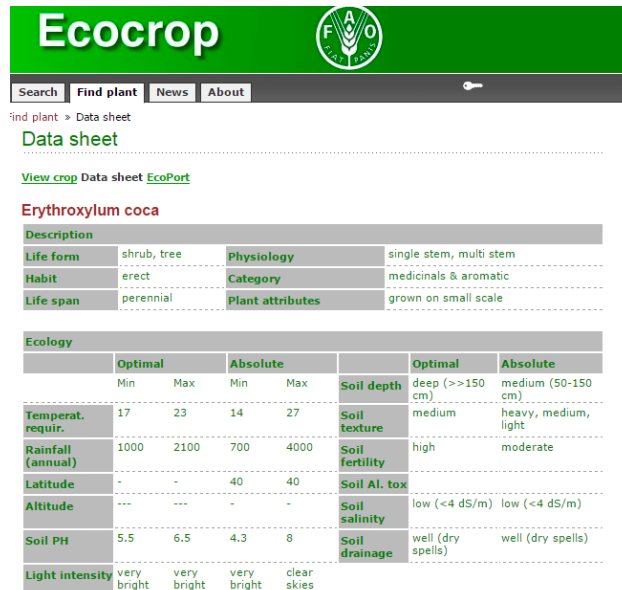 Ecocrop
F A O
FIAT PANIS
Search Find plant News About
ind plant » Data sheet
Data sheet
View crop Data sheet EcoPort
Erythroxylum coca
Description
Life form shrub, tree Physiology single stem, multi stem
Habit erect Category medicinals & aromatic
Life span perennial Plant attributes grown on small scale
Ecology
Optimal Absolute Optimal Absolute
Min Max Min Max Soil depth deep (>>150 cm) medium (50-150 cm)
Temperat. requir. 17 23 14 27 Soil texture medium heavy, medium, light
Rainfall (annual) 1000 2100 700 4000 Soil fertility high moderate
Latitude - - 40 40 Soil Al. tox
Altitude --- --- - - Soil salinity low (<4 dS/m) low (<4 dS/m)
Soil PH 5.5 6.5 4.3 8 Soil drainage well (dry spells) well (dry spells)
Light intensity very bright very bright very bright clear skies